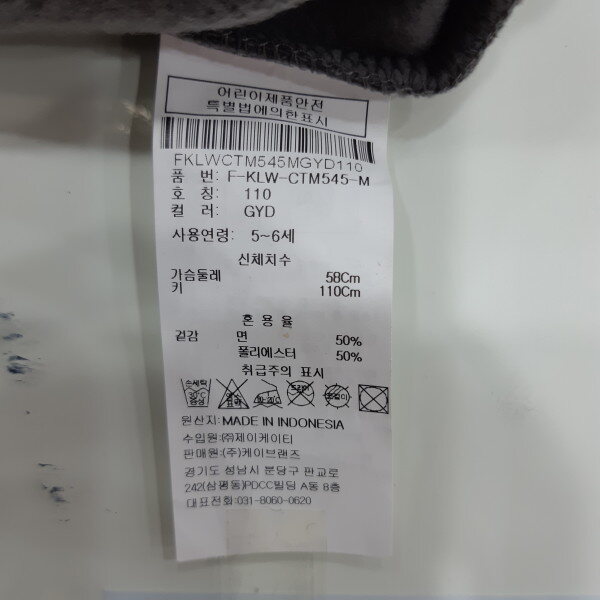 어린이제품안전
특별법에의한표시
FKLWCTM545MGYD110
품 번: F-KLW-CTM545-M
호 칭: 110
컬 러: GYD
사용연령: 5~6세
신체치수
가슴둘레 58Cm
키 110Cm
혼 용 율
겉감 면 50%
폴리에스터 50%
취급주의 표시
손세탁
30℃
중성
원산지: MADE IN INDONESIA
수입원:㈜제이케이티
판매원:(주)케이브랜즈
경기도 성남시 분당구 판교로
242(삼평동)PDCC빌딩 A동 8층
대표전화:031-8060-0620